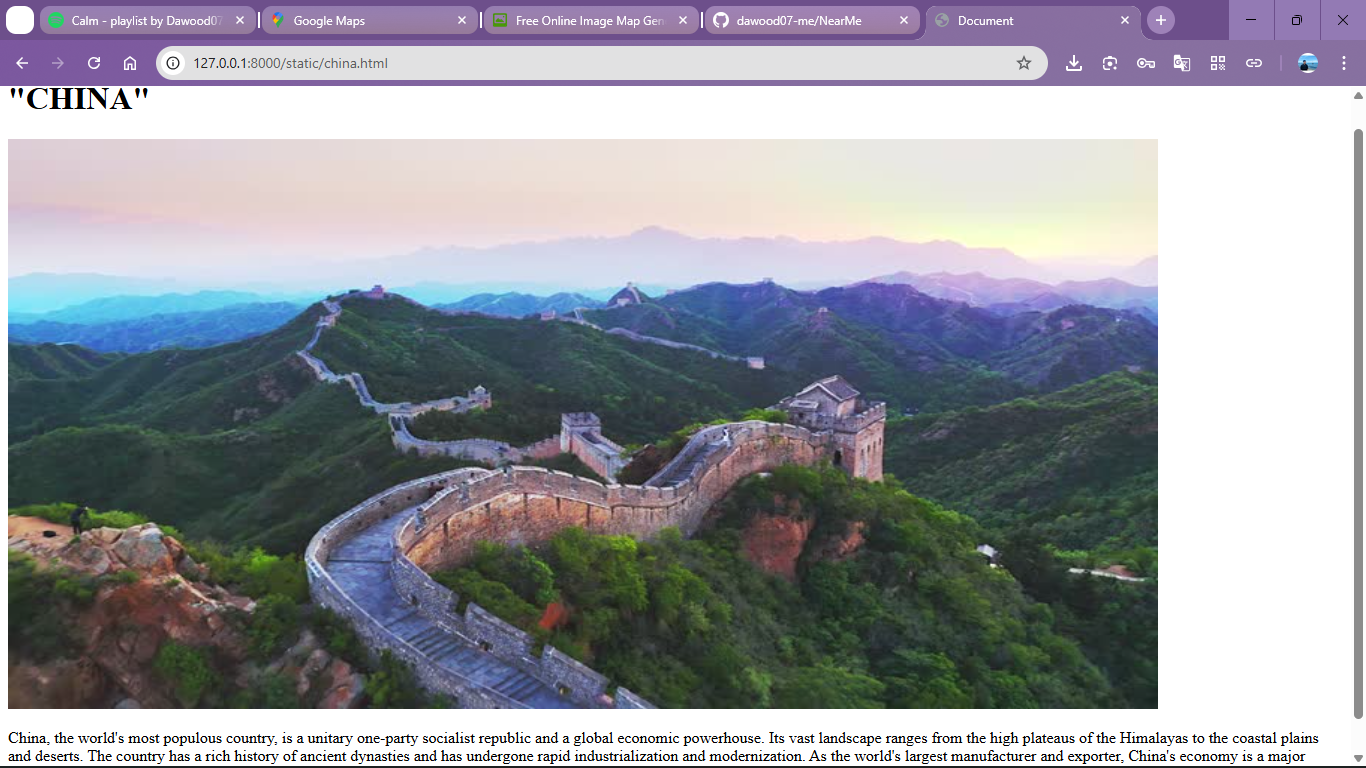 Calm - playlist by Dawood07
Google Maps
Free Online Image Map Gen
dawood07-me/NearMe
Document
127.0.0.1:8000/static/china.html
"CHINA"
China, the world's most populous country, is a unitary one-party socialist republic and a global economic powerhouse. Its vast landscape ranges from the high plateaus of the Himalayas to the coastal plains
and deserts. The country has a rich history of ancient dynasties and has undergone rapid industrialization and modernization. As the world's largest manufacturer and exporter, China's economy is a major